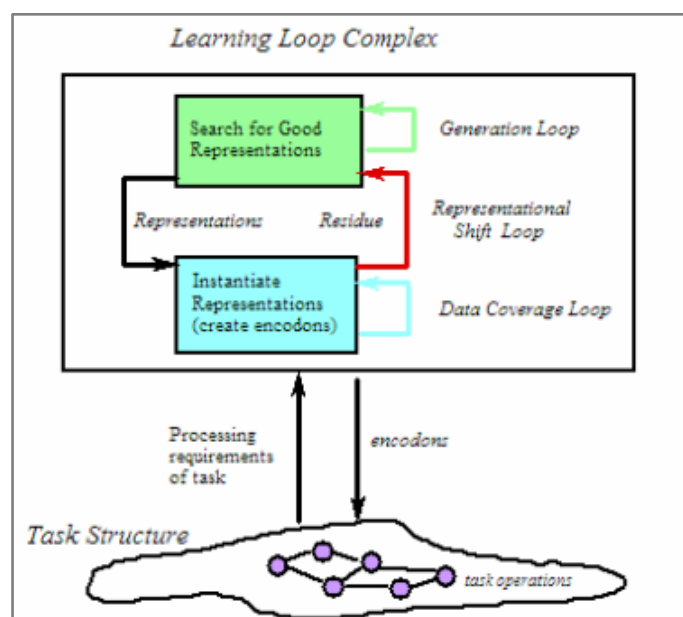 Learning Loop Complex
Search for Good
Representations
Generation Loop
Representations
Residue
Representational
Shift Loop
Instantiate
Representations
(create encodons)
Data Coverage Loop
Processing
requirements
of task
encodons
Task Structure
task operations